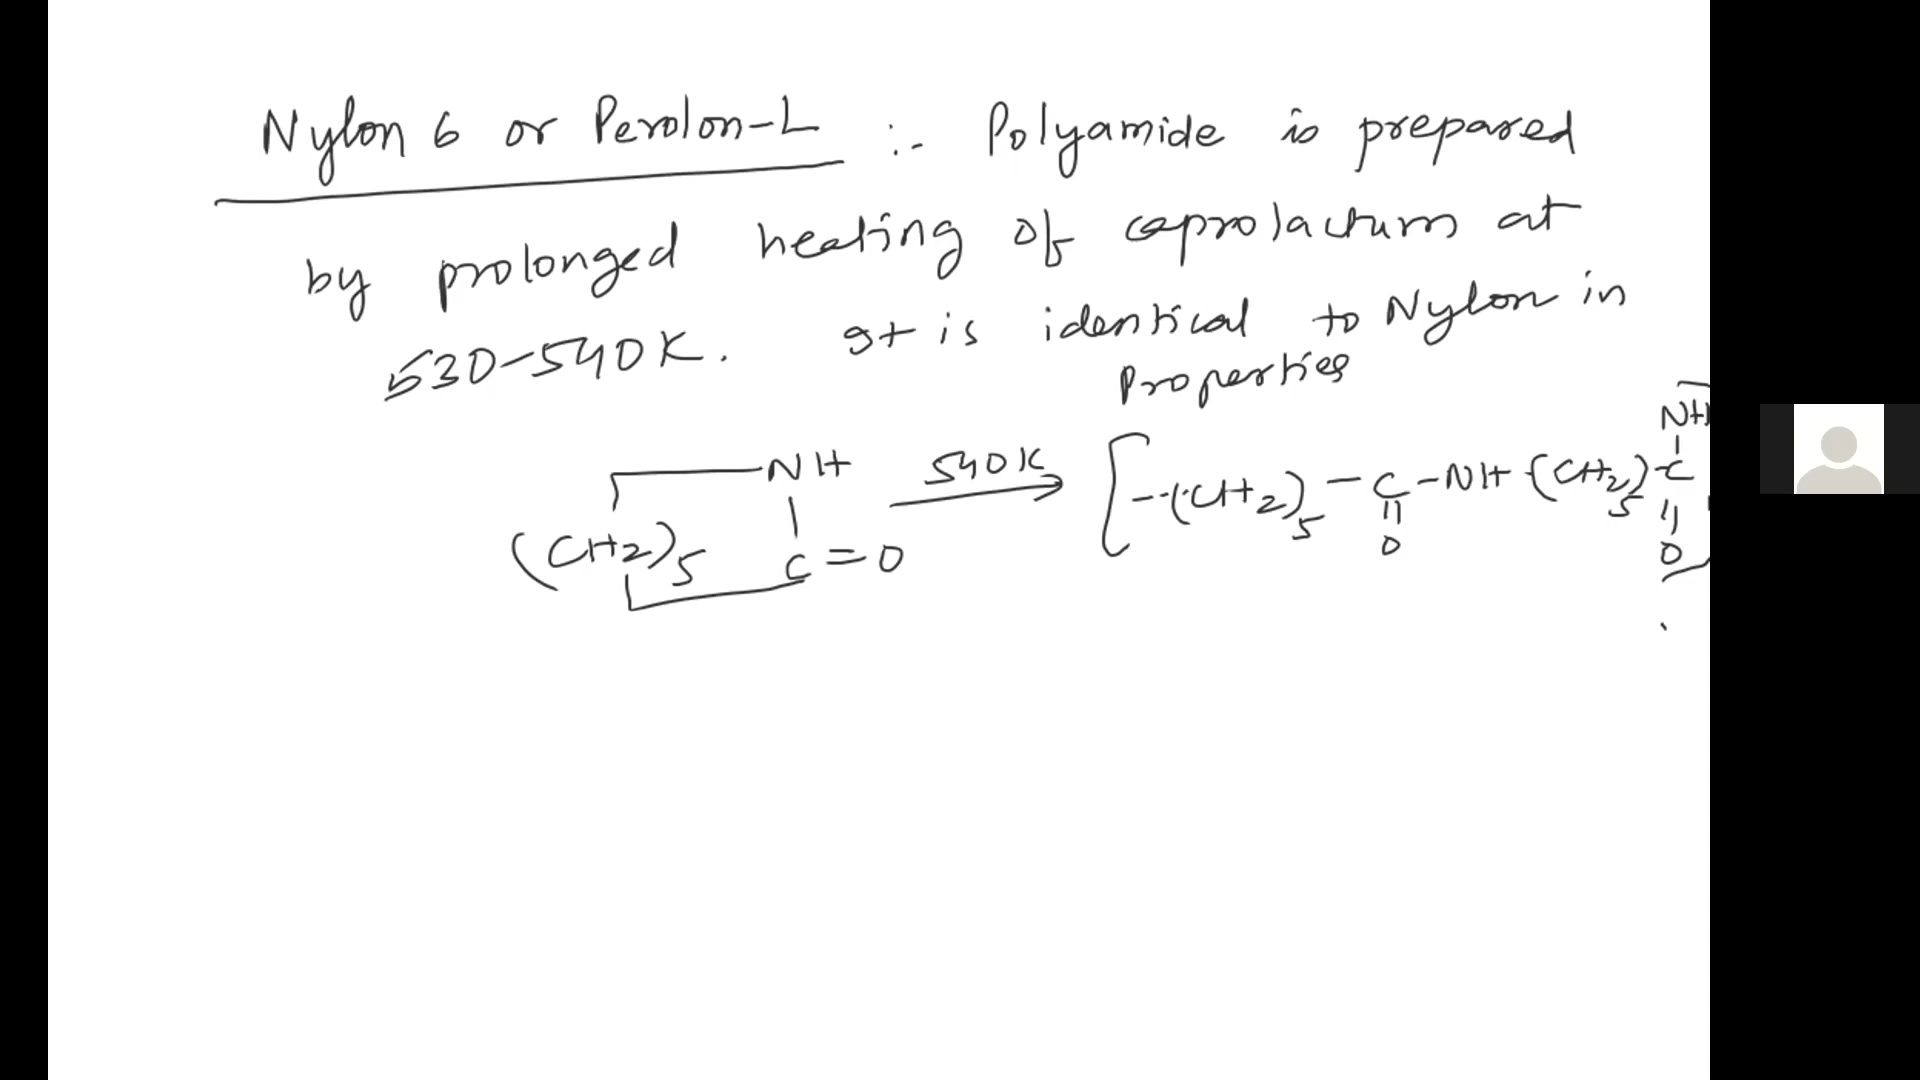 Nylon 6 or Perolon-L :- Polyamide is prepared
by prolonged heating of caprolactum at
530-540K. It is identical to Nylon in
Properties
NH
NH 540K [--(CH2)5 - C - NH (CH2)5 - C
(CH2)5 C=O O O